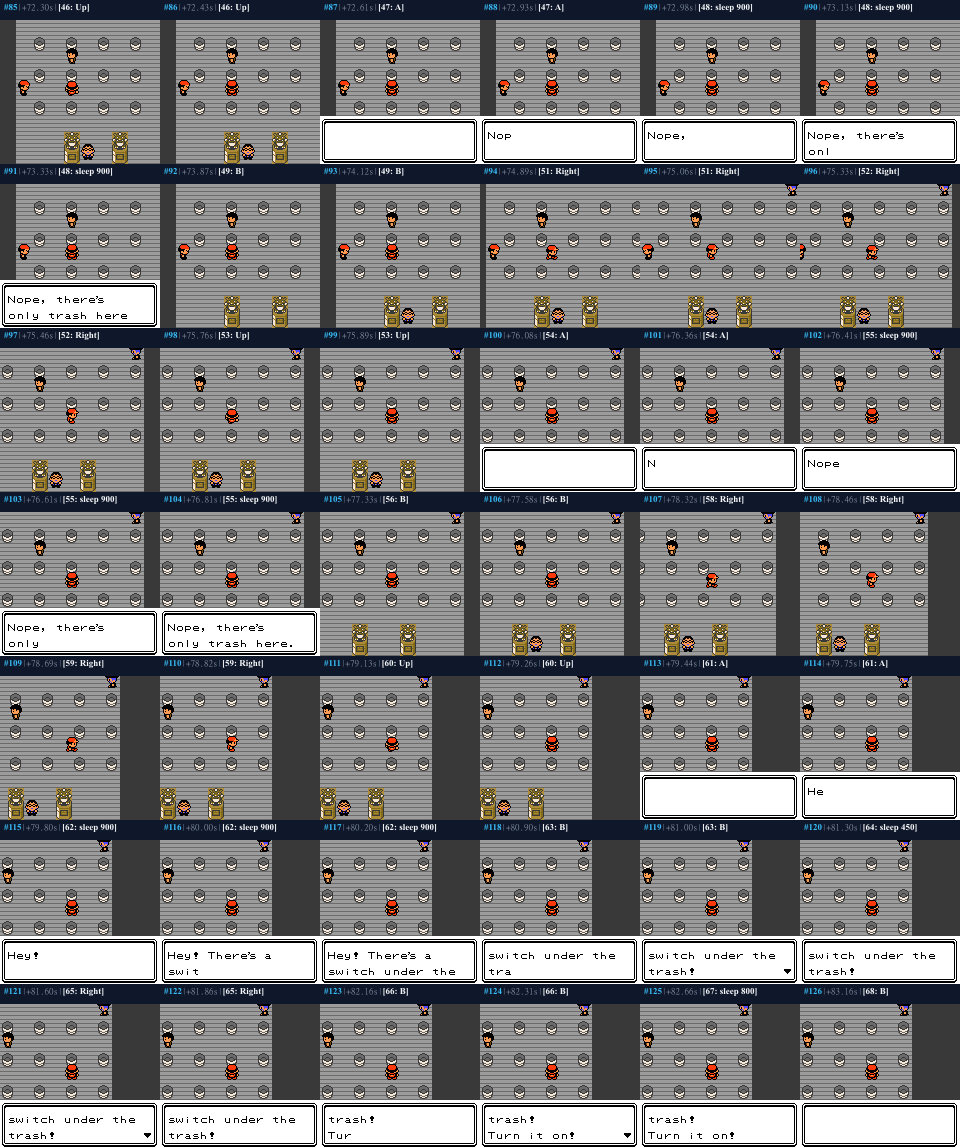 #85|+72.30s|[46: Up]
#86|+72.43s|[46: Up]
#87|+72.61s|[47: A]
#88|+72.93s|[47: A]
#89|+72.98s|[48: sleep 900]
#90|+73.13s|[48: sleep 900]
Nop
Nope,
Nope, there's
onl
#91|+73.33s|[48: sleep 900]
#92|+73.87s|[49: B]
#93|+74.12s|[49: B]
#94|+74.89s|[51: Right]
#95|+75.06s|[51: Right]
#96|+75.33s|[52: Right]
Nope, there's
only trash here
#97|+75.46s|[52: Right]
#98|+75.76s|[53: Up]
#99|+75.89s|[53: Up]
#100|+76.08s|[54: A]
#101|+76.36s|[54: A]
#102|+76.41s|[55: sleep 900]
N
Nope
#103|+76.61s|[55: sleep 900]
#104|+76.81s|[55: sleep 900]
#105|+77.33s|[56: B]
#106|+77.58s|[56: B]
#107|+78.32s|[58: Right]
#108|+78.46s|[58: Right]
Nope, there's
only
Nope, there's
only trash here.
#109|+78.69s|[59: Right]
#110|+78.82s|[59: Right]
#111|+79.13s|[60: Up]
#112|+79.26s|[60: Up]
#113|+79.44s|[61: A]
#114|+79.75s|[61: A]
He
#115|+79.80s|[62: sleep 900]
#116|+80.00s|[62: sleep 900]
#117|+80.20s|[62: sleep 900]
#118|+80.90s|[63: B]
#119|+81.00s|[63: B]
#120|+81.30s|[64: sleep 450]
Hey!
Hey! There's a
swit
Hey! There's a
switch under the
switch under the
tra
switch under the
trash!
switch under the
trash!
#121|+81.60s|[65: Right]
#122|+81.86s|[65: Right]
#123|+82.16s|[66: B]
#124|+82.31s|[66: B]
#125|+82.66s|[67: sleep 800]
#126|+83.16s|[68: B]
switch under the
trash!
switch under the
trash!
trash!
Tur
trash!
Turn it on!
trash!
Turn it on!